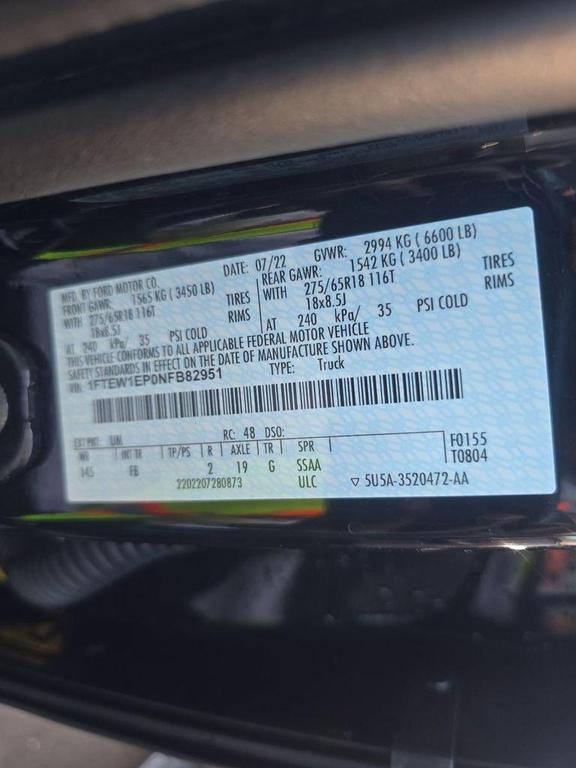 MFD. BY FORD MOTOR CO.
DATE: 07/22 GVWR: 2994 KG ( 6600 LB)
FRONT GAWR: 1565 KG ( 3450 LB)
REAR GAWR: 1542 KG ( 3400 LB)
WITH 275/65R18 116T TIRES
WITH 275/65R18 116T TIRES
18x8.5J RIMS
18x8.5J RIMS
AT 240 kPa/ 35 PSI COLD
AT 240 kPa/ 35 PSI COLD
THIS VEHICLE CONFORMS TO ALL APPLICABLE FEDERAL MOTOR VEHICLE
SAFETY STANDARDS IN EFFECT ON THE DATE OF MANUFACTURE SHOWN ABOVE.
VIN: 1FTEW1EP0NFB82951 TYPE: Truck
EXT PNT: UM RC: 48 DSO: F0155
WB INT TR TP/PS R AXLE TR SPR T0804
145 FB 2 19 G SSAA
2202207280873 ULC ▽ 5U5A-3520472-AA